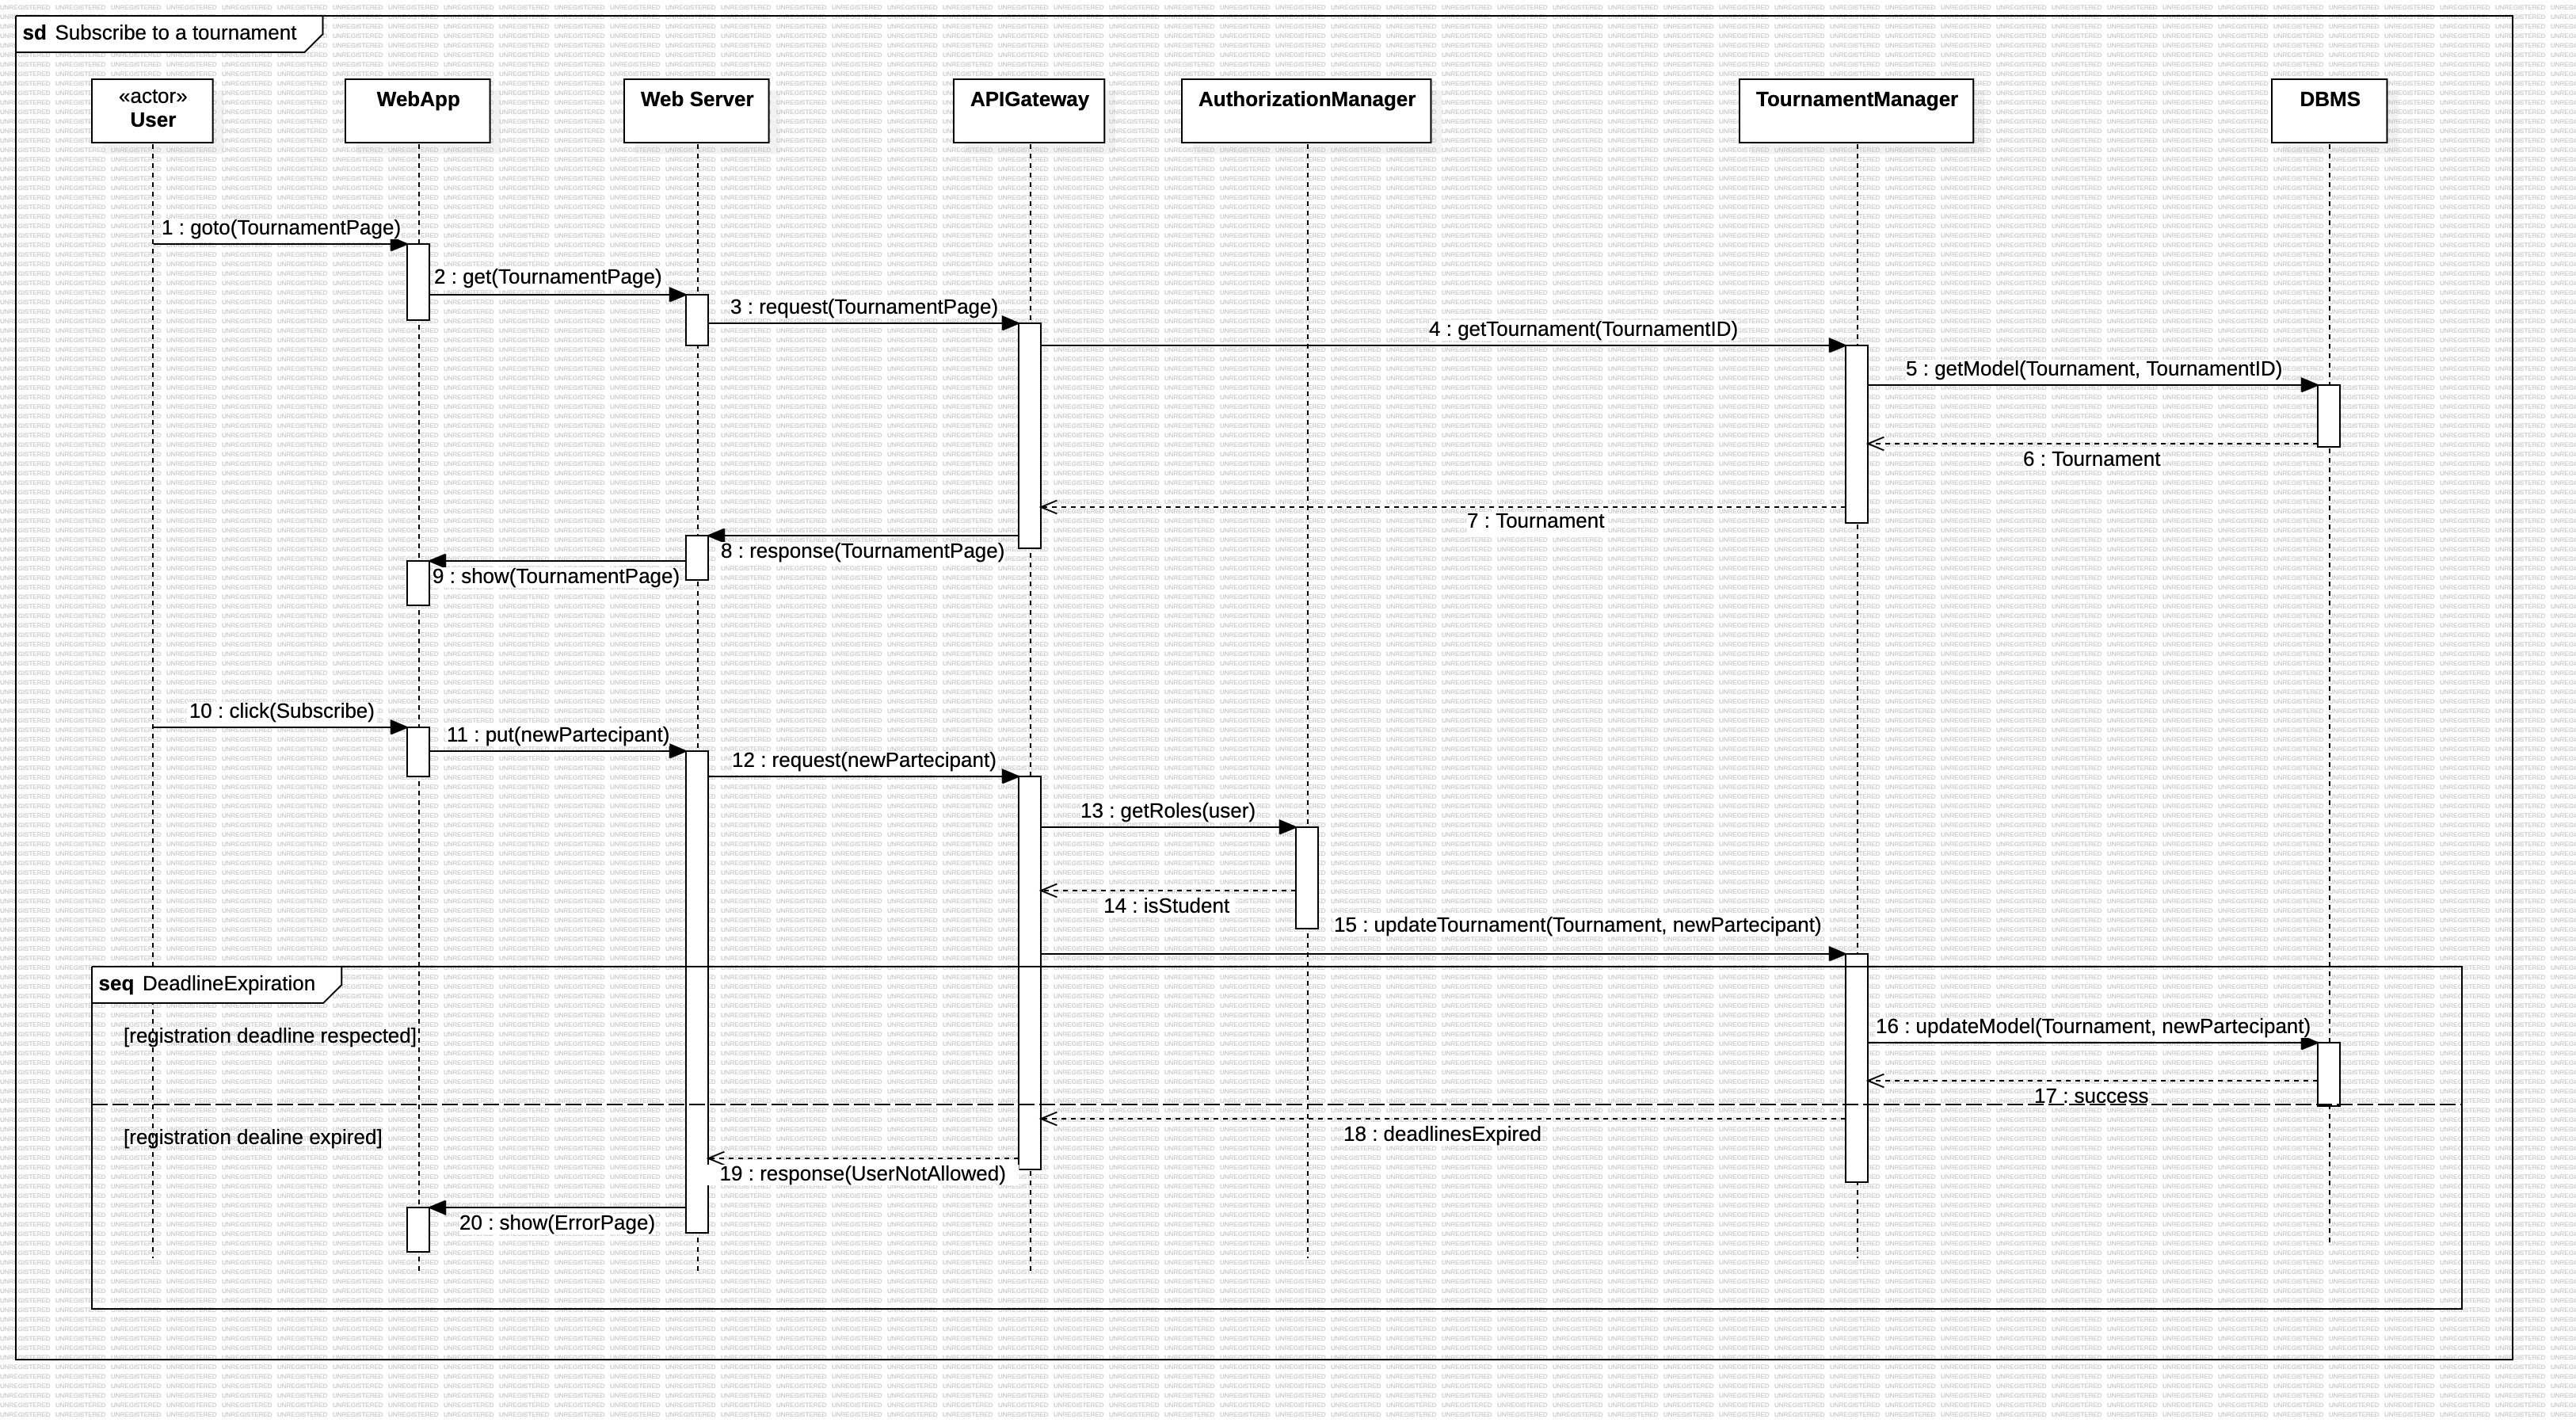 sd Subscribe to a tournament
«actor»
User
WebApp
Web Server
APIGateway
AuthorizationManager
TournamentManager
DBMS
1 : goto(TournamentPage)
2 : get(TournamentPage)
3 : request(TournamentPage)
4 : getTournament(TournamentID)
5 : getModel(Tournament, TournamentID)
6 : Tournament
7 : Tournament
8 : response(TournamentPage)
9 : show(TournamentPage)
10 : click(Subscribe)
11 : put(newPartecipant)
12 : request(newPartecipant)
13 : getRoles(user)
14 : isStudent
15 : updateTournament(Tournament, newPartecipant)
seq DeadlineExpiration
[registration deadline respected]
16 : updateModel(Tournament, newPartecipant)
17 : success
[registration dealine expired]
18 : deadlinesExpired
19 : response(UserNotAllowed)
20 : show(ErrorPage)
UNREGISTERED